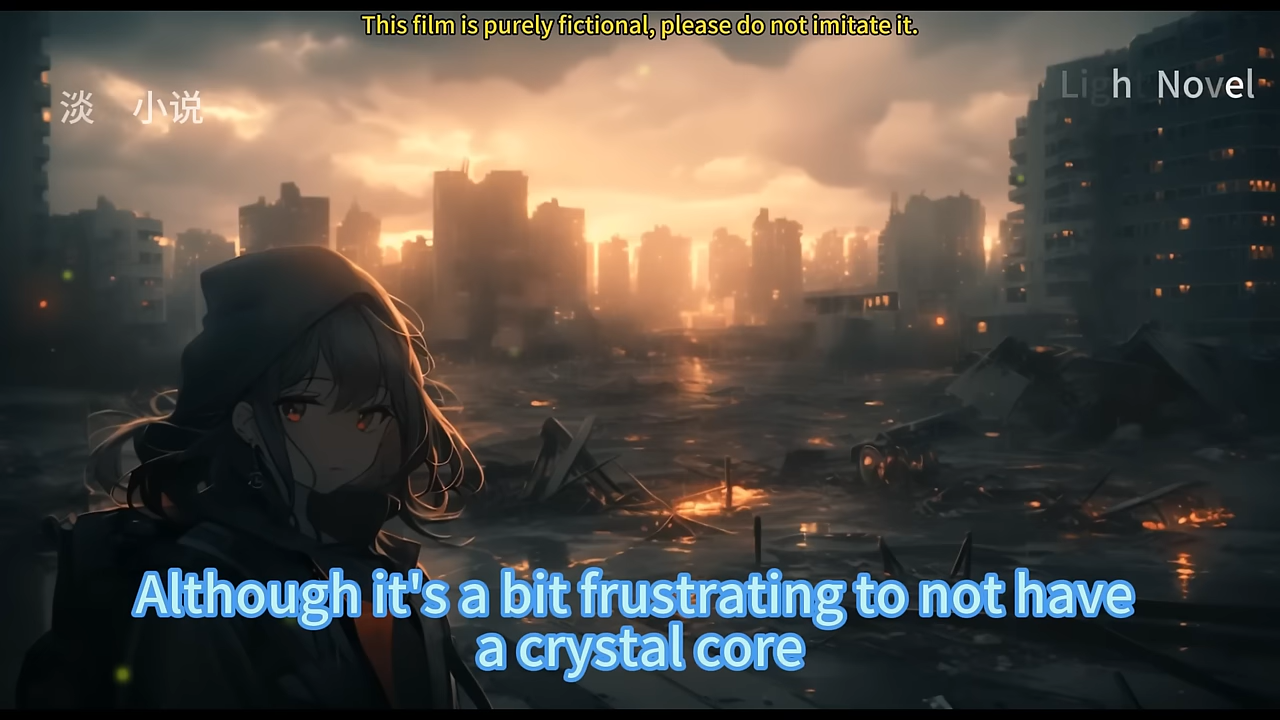 This film is purely fictional, please do not imitate it.
淡 小说
Ligh Novel
Although it's a bit frustrating to not have
a crystal core